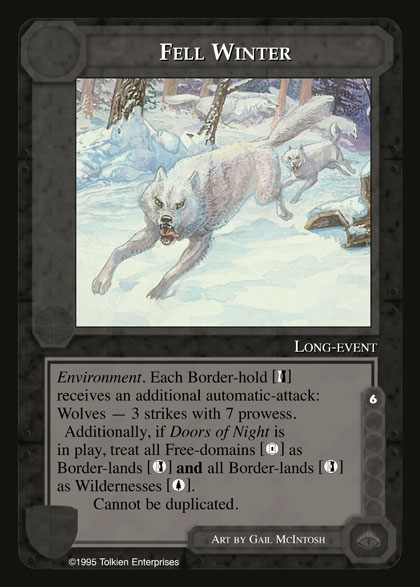 FELL WINTER
LONG-EVENT
Environment. Each Border-hold []
receives an additional automatic-attack:
Wolves — 3 strikes with 7 prowess.
Additionally, if Doors of Night is
in play, treat all Free-domains [] as
Border-lands [] and all Border-lands []
as Wildernesses [].
Cannot be duplicated.
6
ART BY GAIL MCINTOSH
©1995 Tolkien Enterprises